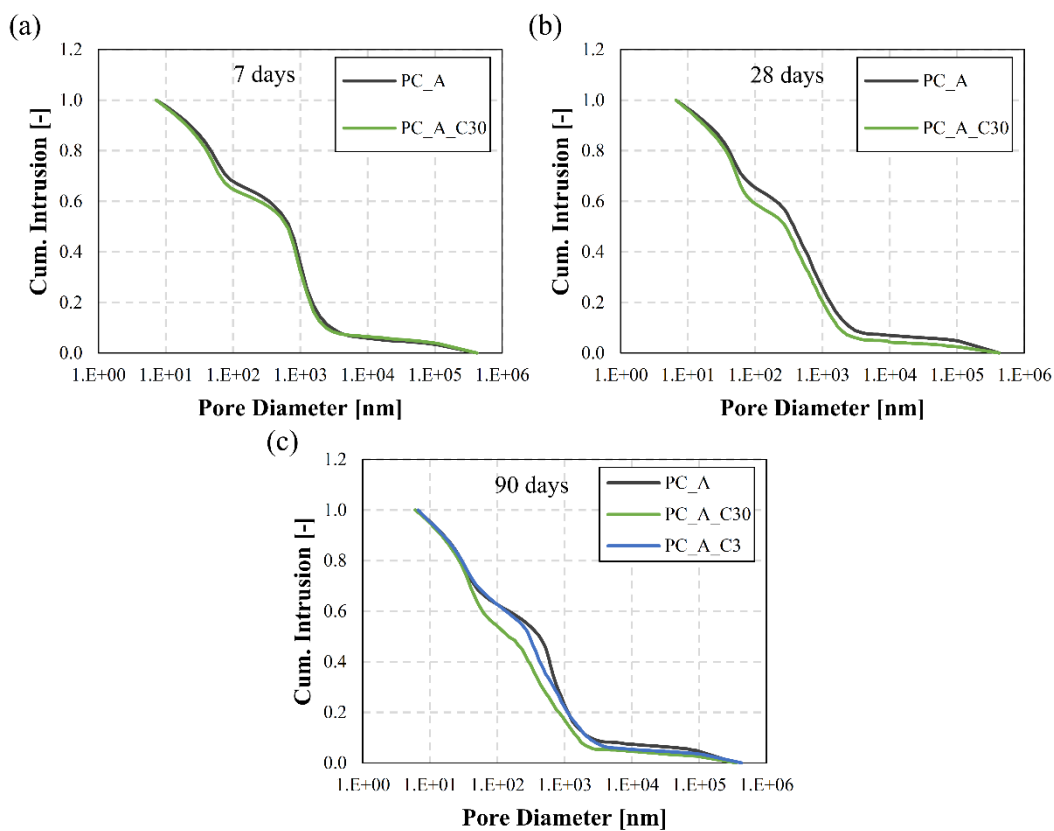 (a)
1.2
1.0
0.8
0.6
0.4
0.2
0.0
Cum. Intrusion [-]
7 days
PC_A
PC_A_C30
1.E+00 1.E+01 1.E+02 1.E+03 1.E+04 1.E+05 1.E+06
Pore Diameter [nm]
(b)
1.2
1.0
0.8
0.6
0.4
0.2
0.0
Cum. Intrusion [-]
28 days
PC_A
PC_A_C30
1.E+00 1.E+01 1.E+02 1.E+03 1.E+04 1.E+05 1.E+06
Pore Diameter [nm]
(c)
1.2
1.0
0.8
0.6
0.4
0.2
0.0
Cum. Intrusion [-]
90 days
PC_A
PC_A_C30
PC_A_C3
1.E+00 1.E+01 1.E+02 1.E+03 1.E+04 1.E+05 1.E+06
Pore Diameter [nm]